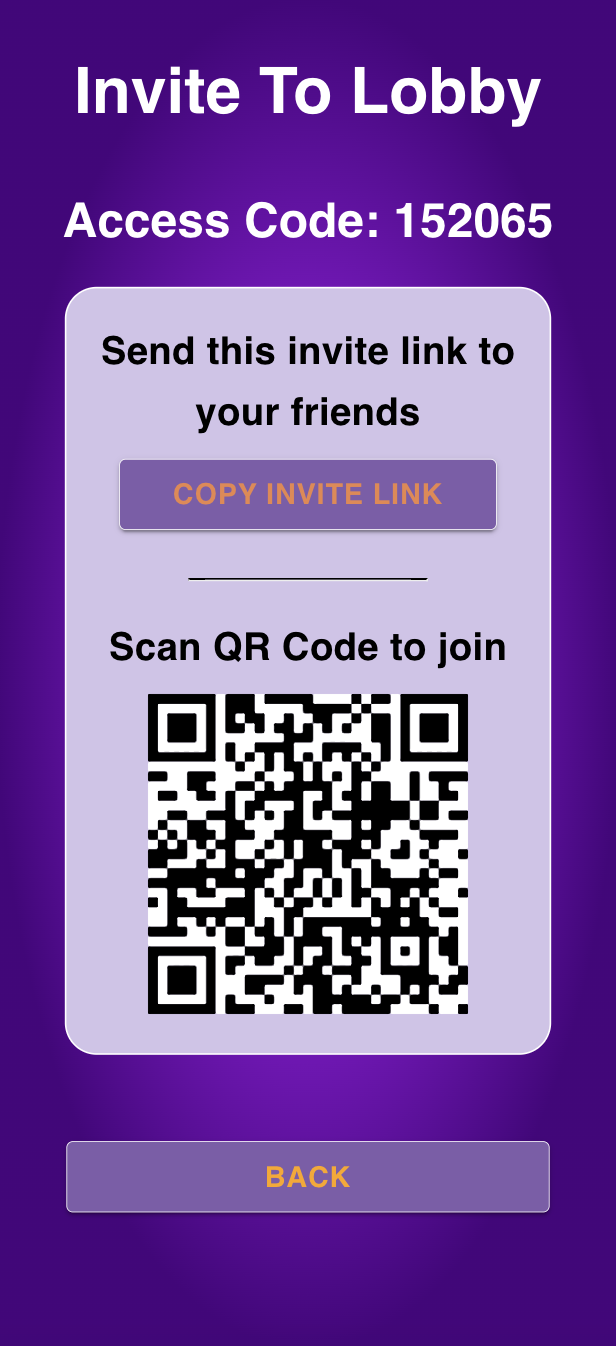 Invite To Lobby
Access Code: 152065
Send this invite link to
your friends
COPY INVITE LINK
Scan QR Code to join
BACK